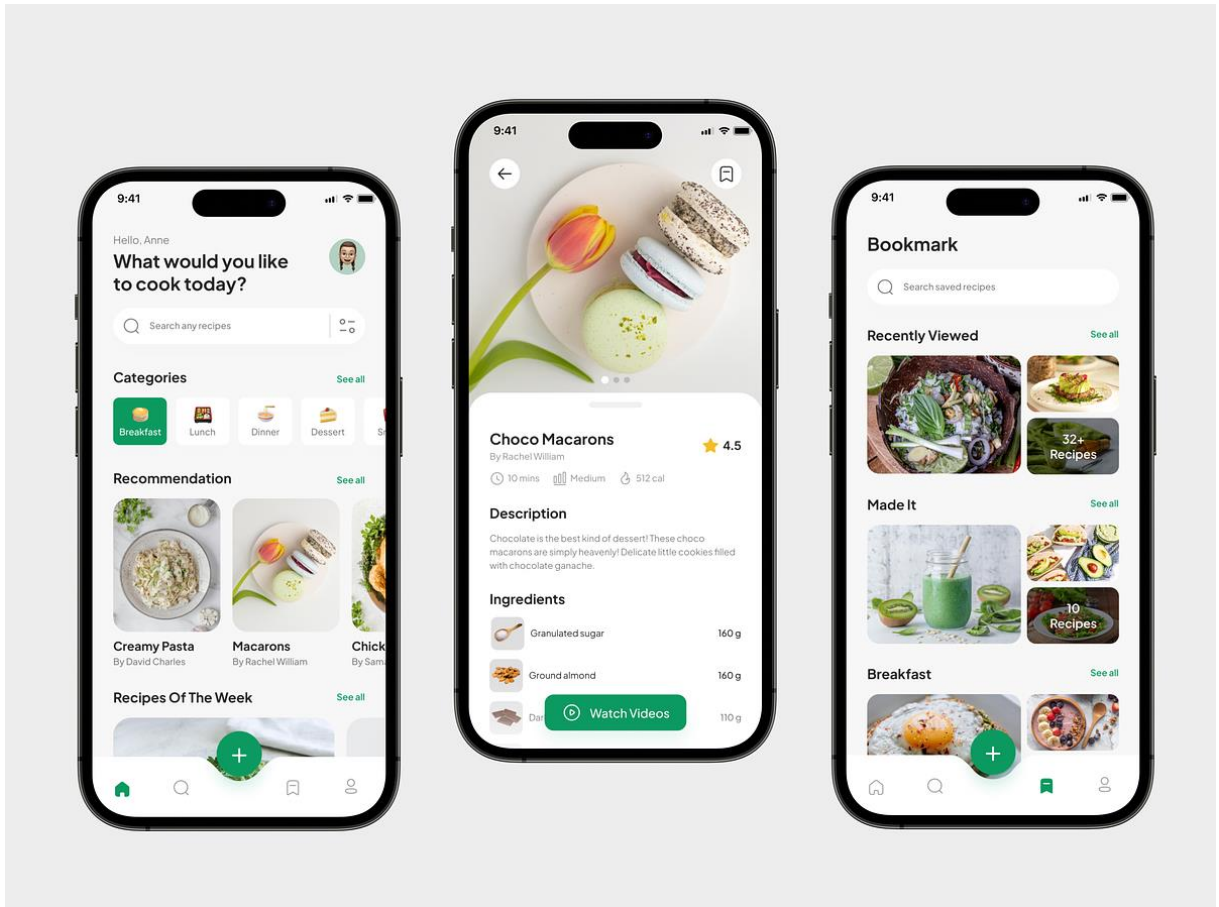 9:41
Hello, Anne
What would you like
to cook today?
Search any recipes
Categories
See all
Breakfast
Lunch
Dinner
Dessert
Recommendation
See all
Creamy Pasta
By David Charles
Macarons
By Rachel William
Chick
By Sam
Recipes Of The Week
See all
9:41
Choco Macarons
4.5
By Rachel William
10 mins
Medium
512 cal
Description
Chocolate is the best kind of dessert! These choco
macarons are simply heavenly! Delicate little cookies filled
with chocolate ganache.
Ingredients
Granulated sugar
160 g
Ground almond
160 g
Dar
110 g
Watch Videos
9:41
Bookmark
Search saved recipes
Recently Viewed
See all
32+
Recipes
Made It
See all
10
Recipes
Breakfast
See all